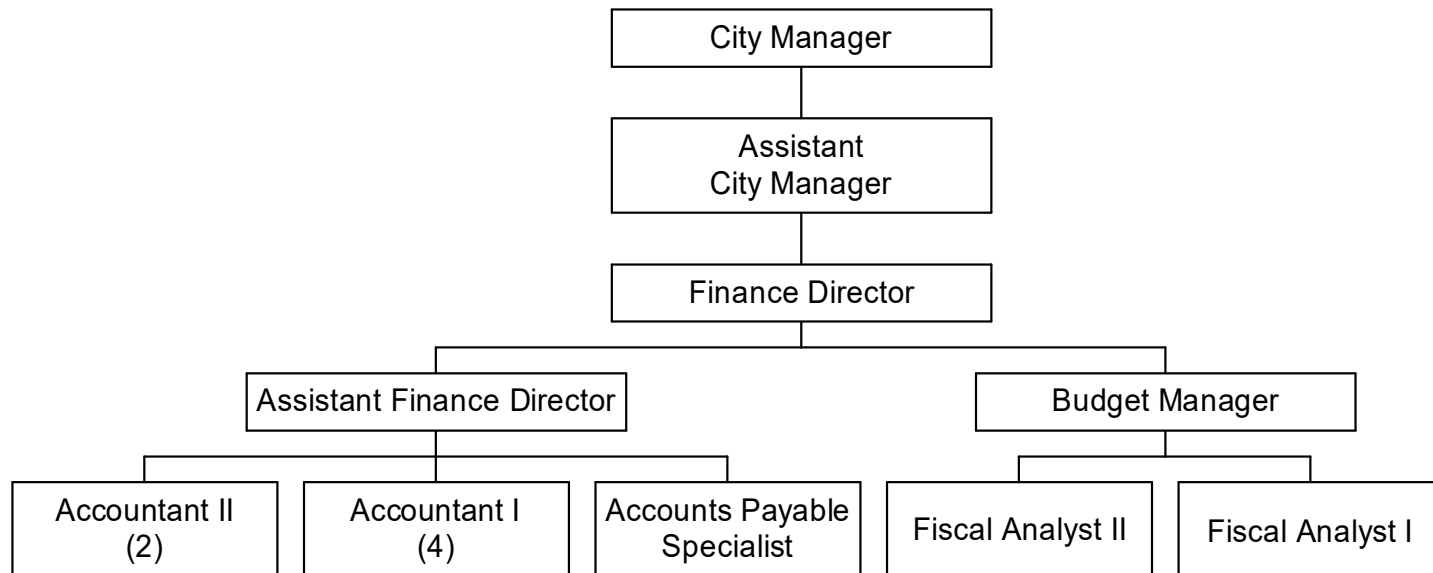 City Manager
Assistant
City Manager
Finance Director
Assistant Finance Director
Budget Manager
Accountant II
(2)
Accountant I
(4)
Accounts Payable
Specialist
Fiscal Analyst II
Fiscal Analyst I